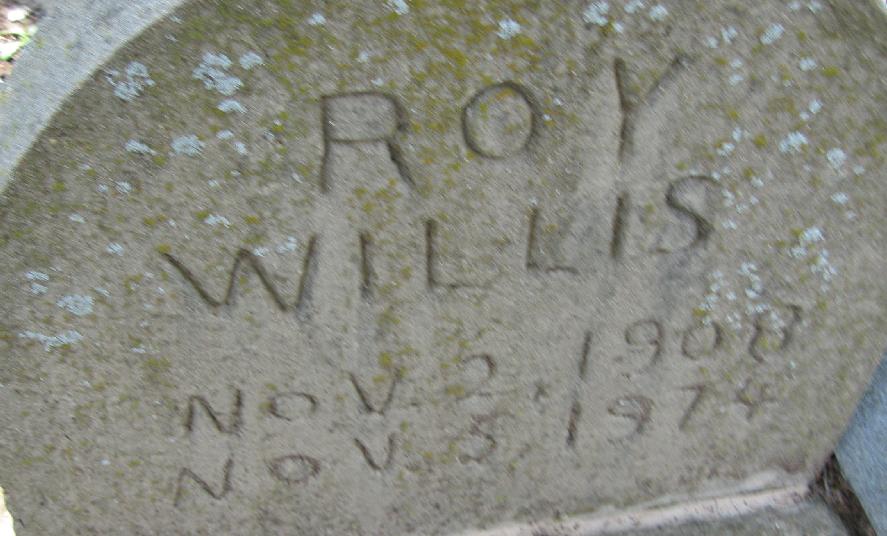 ROY
WILLIS
NOV. 2. 1908
NOV. 5, 1974